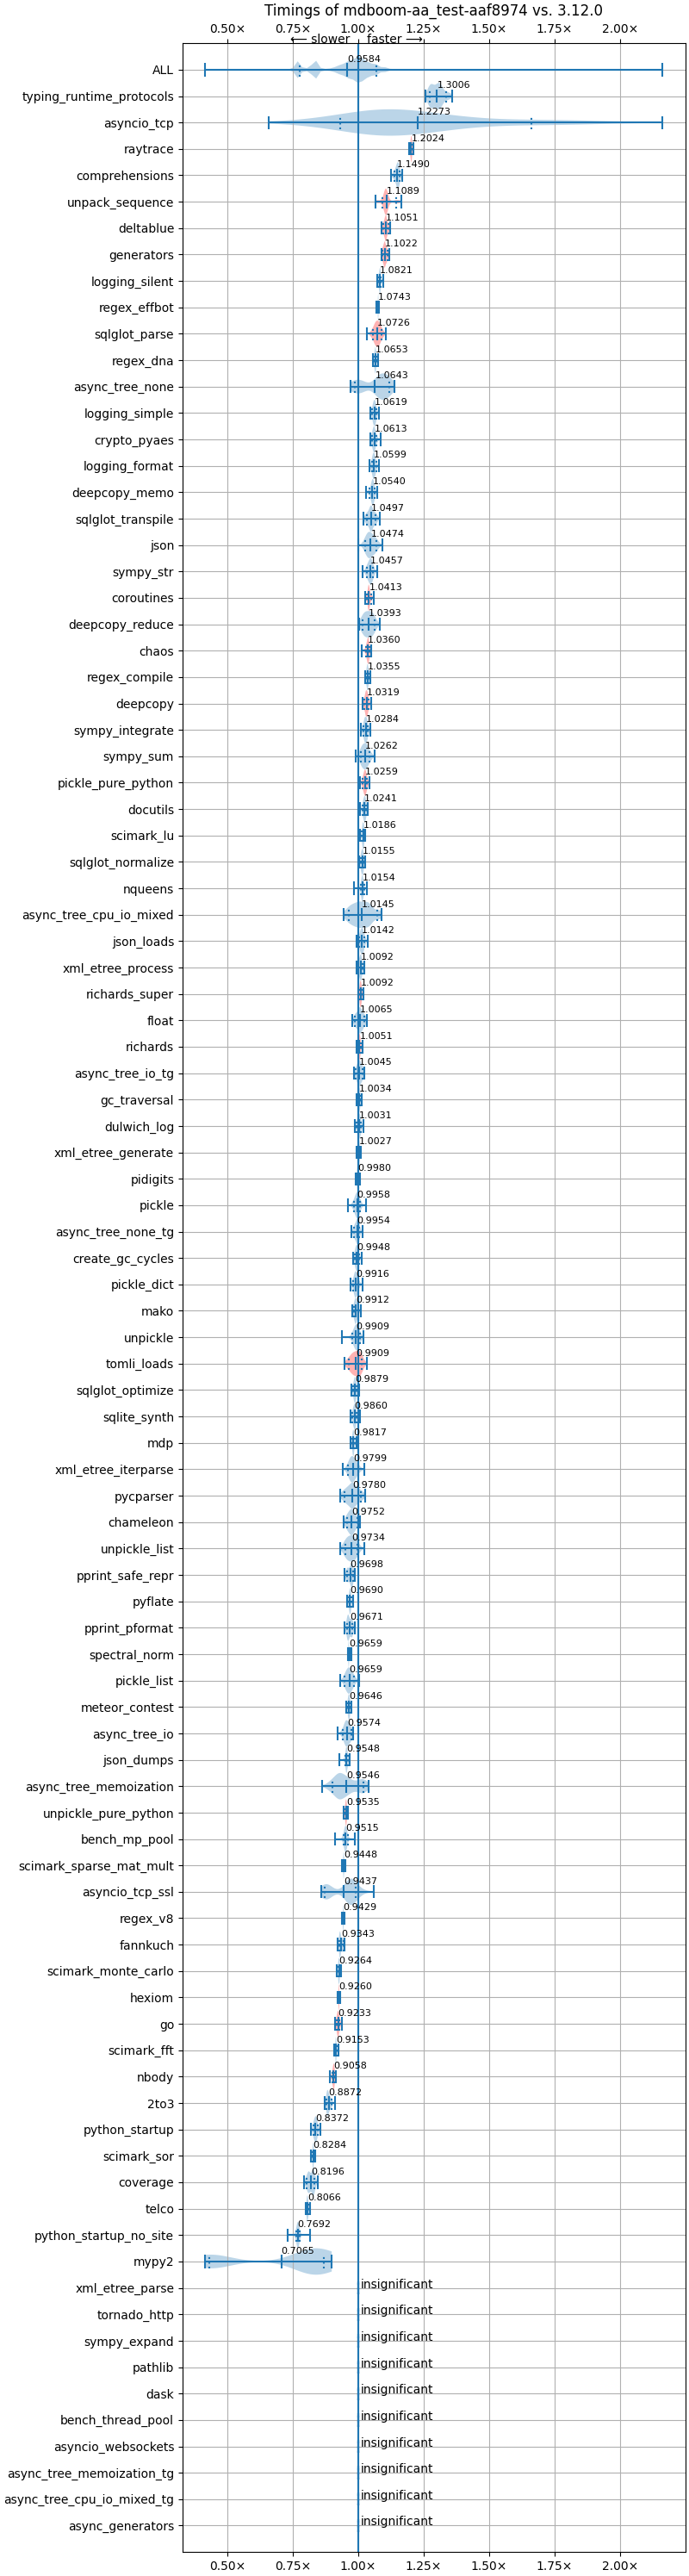 Timings of mdboom-aa_test-aaf8974 vs. 3.12.0
0.50× 0.75× 1.00× 1.25× 1.50× 1.75× 2.00×
⟵ slower faster ⟶
ALL 0.9584
typing_runtime_protocols 1.3006
asyncio_tcp 1.2273
raytrace 1.2024
comprehensions 1.1490
unpack_sequence 1.1089
deltablue 1.1051
generators 1.1022
logging_silent 1.0821
regex_effbot 1.0743
sqlglot_parse 1.0726
regex_dna 1.0653
async_tree_none 1.0643
logging_simple 1.0619
crypto_pyaes 1.0613
logging_format 1.0599
deepcopy_memo 1.0540
sqlglot_transpile 1.0497
json 1.0474
sympy_str 1.0457
coroutines 1.0413
deepcopy_reduce 1.0393
chaos 1.0360
regex_compile 1.0355
deepcopy 1.0319
sympy_integrate 1.0284
sympy_sum 1.0262
pickle_pure_python 1.0259
docutils 1.0241
scimark_lu 1.0186
sqlglot_normalize 1.0155
nqueens 1.0154
async_tree_cpu_io_mixed 1.0145
json_loads 1.0142
xml_etree_process 1.0092
richards_super 1.0092
float 1.0065
richards 1.0051
async_tree_io_tg 1.0045
gc_traversal 1.0034
dulwich_log 1.0031
xml_etree_generate 1.0027
pidigits 0.9980
pickle 0.9958
async_tree_none_tg 0.9954
create_gc_cycles 0.9948
pickle_dict 0.9916
mako 0.9912
unpickle 0.9909
tomli_loads 0.9909
sqlglot_optimize 0.9879
sqlite_synth 0.9860
mdp 0.9817
xml_etree_iterparse 0.9799
pycparser 0.9780
chameleon 0.9752
unpickle_list 0.9734
pprint_safe_repr 0.9698
pyflate 0.9690
pprint_pformat 0.9671
spectral_norm 0.9659
pickle_list 0.9659
meteor_contest 0.9646
async_tree_io 0.9574
json_dumps 0.9548
async_tree_memoization 0.9546
unpickle_pure_python 0.9535
bench_mp_pool 0.9515
scimark_sparse_mat_mult 0.9448
asyncio_tcp_ssl 0.9437
regex_v8 0.9429
fannkuch 0.9343
scimark_monte_carlo 0.9264
hexiom 0.9260
go 0.9233
scimark_fft 0.9153
nbody 0.9058
2to3 0.8872
python_startup 0.8372
scimark_sor 0.8284
coverage 0.8196
telco 0.8066
python_startup_no_site 0.7692
mypy2 0.7065
xml_etree_parse insignificant
tornado_http insignificant
sympy_expand insignificant
pathlib insignificant
dask insignificant
bench_thread_pool insignificant
asyncio_websockets insignificant
async_tree_memoization_tg insignificant
async_tree_cpu_io_mixed_tg insignificant
async_generators insignificant
0.50× 0.75× 1.00× 1.25× 1.50× 1.75× 2.00×